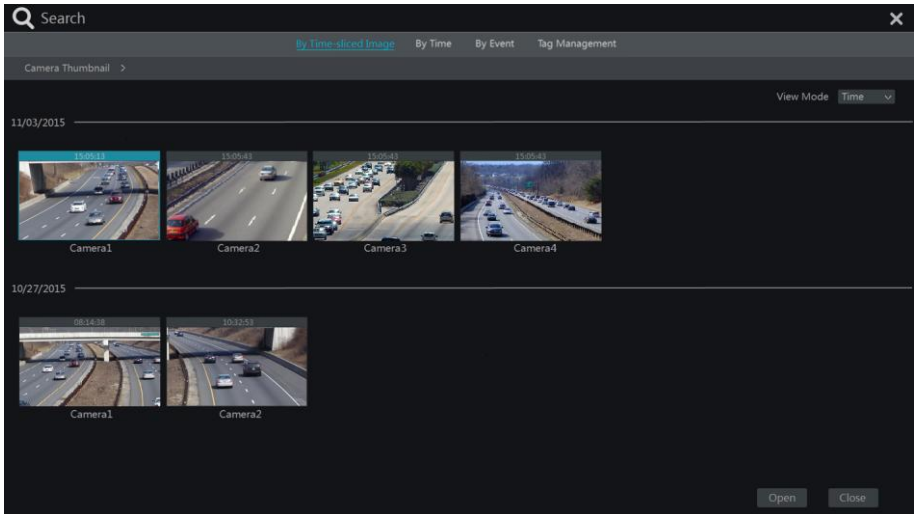 Search
By Time-sliced Image By Time By Event Tag Management
Camera Thumbnail >
View Mode Time
11/03/2015
15:05:13 15:05:43 15:05:43 15:05:43
Camera1 Camera2 Camera3 Camera4
10/27/2015
08:14:38 10:32:53
Camera1 Camera2
Open Close